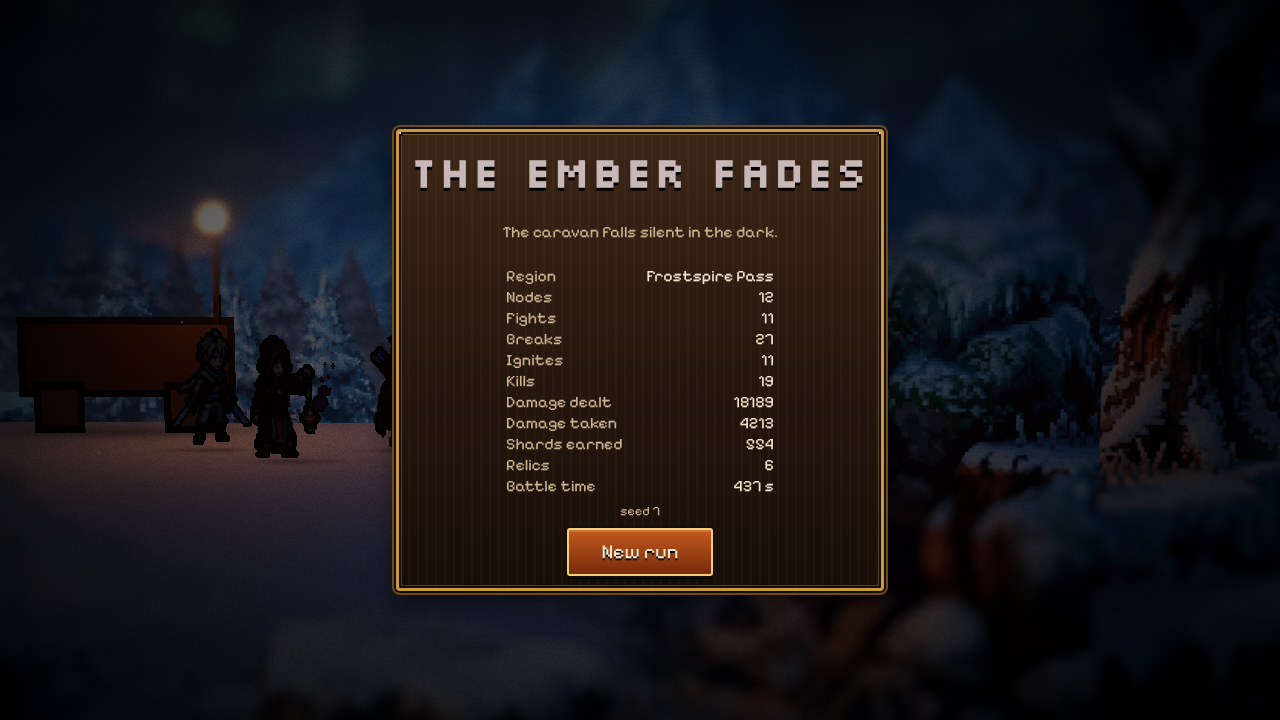 THE EMBER FADES
The caravan falls silent in the dark.
Region Frostspire Pass
Nodes 12
Fights 11
Breaks 27
Ignites 11
Kills 19
Damage dealt 18189
Damage taken 4213
Shards earned
Relics 6
Battle time 437 s
seed 7
New run